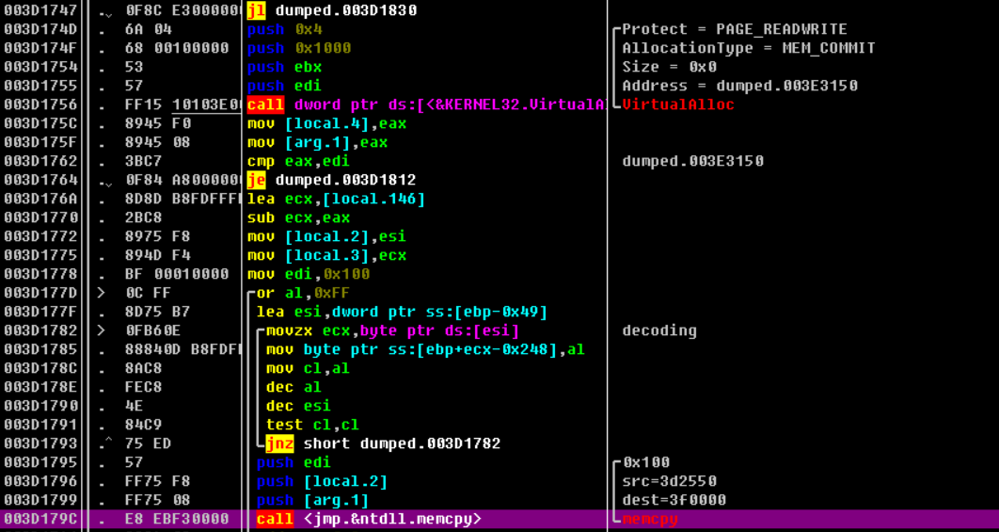 003D1747 .⌄ 0F8C E3000000 jl dumped.003D1830
003D174D . 6A 04 push 0x4 Protect = PAGE_READWRITE
003D174F . 68 00100000 push 0x1000 AllocationType = MEM_COMMIT
003D1754 . 53 push ebx Size = 0x0
003D1755 . 57 push edi Address = dumped.003E3150
003D1756 . FF15 10103E0 call dword ptr ds:[<&KERNEL32.VirtualA VirtualAlloc
003D175C . 8945 F0 mov [local.4],eax
003D175F . 8945 08 mov [arg.1],eax
003D1762 . 3BC7 cmp eax,edi dumped.003E3150
003D1764 .⌄ 0F84 A8000000 je dumped.003D1812
003D176A . 8D8D B8FDFFF lea ecx,[local.146]
003D1770 . 2BC8 sub ecx,eax
003D1772 . 8975 F8 mov [local.2],esi
003D1775 . 894D F4 mov [local.3],ecx
003D1778 . BF 00010000 mov edi,0x100
003D177D > 0C FF or al,0xFF
003D177F . 8D75 B7 lea esi,dword ptr ss:[ebp-0x49]
003D1782 > 0FB60E movzx ecx,byte ptr ds:[esi] decoding
003D1785 . 88840D B8FDF mov byte ptr ss:[ebp+ecx-0x248],al
003D178C . 8AC8 mov cl,al
003D178E . FEC8 dec al
003D1790 . 4E dec esi
003D1791 . 84C9 test cl,cl
003D1793 .^ 75 ED jnz short dumped.003D1782
003D1795 . 57 push edi 0x100
003D1796 . FF75 F8 push [local.2] src=3d2550
003D1799 . FF75 08 push [arg.1] dest=3f0000
003D179C . E8 EBF30000 call <jmp.&ntdll.memcpy> memcpy